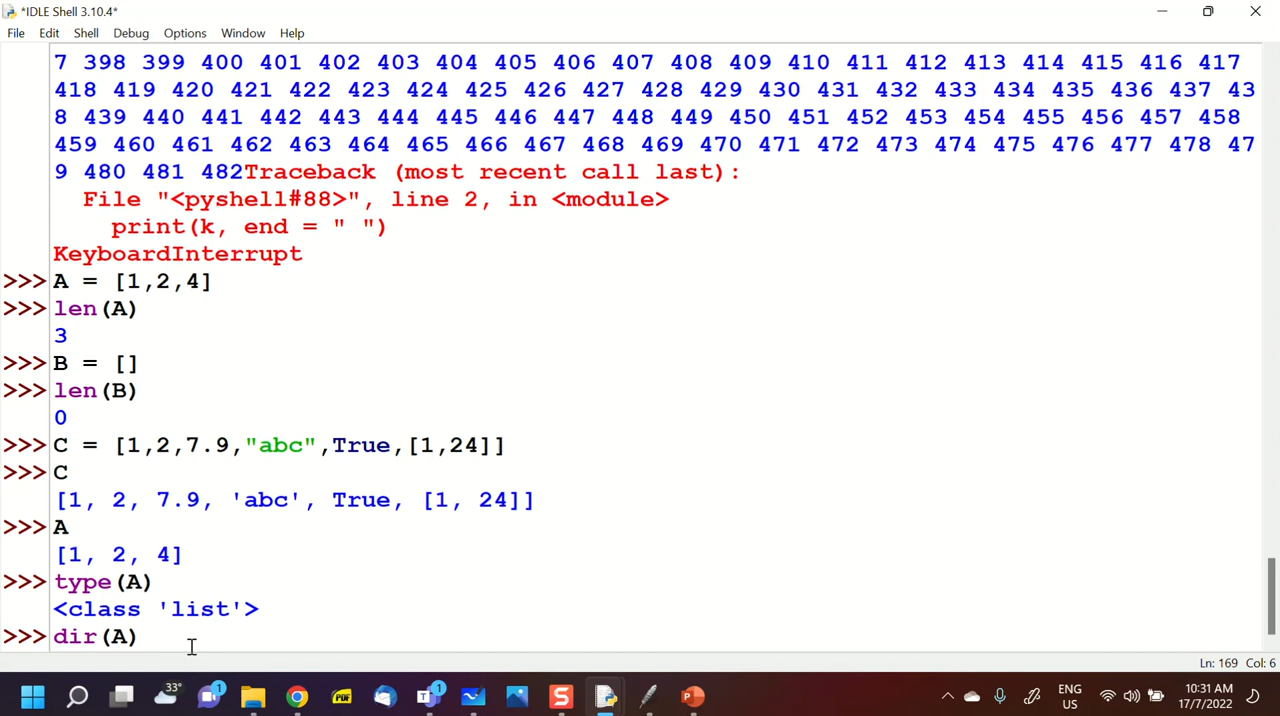 *IDLE Shell 3.10.4*
File Edit Shell Debug Options Window Help
7 398 399 400 401 402 403 404 405 406 407 408 409 410 411 412 413 414 415 416 417
418 419 420 421 422 423 424 425 426 427 428 429 430 431 432 433 434 435 436 437 43
8 439 440 441 442 443 444 445 446 447 448 449 450 451 452 453 454 455 456 457 458
459 460 461 462 463 464 465 466 467 468 469 470 471 472 473 474 475 476 477 478 47
9 480 481 482Traceback (most recent call last):
File "<pyshell#88>", line 2, in <module>
print(k, end = " ")
KeyboardInterrupt
>>> A = [1,2,4]
>>> len(A)
3
>>> B = []
>>> len(B)
0
>>> C = [1,2,7.9,"abc",True,[1,24]]
>>> C
[1, 2, 7.9, 'abc', True, [1, 24]]
>>> A
[1, 2, 4]
>>> type(A)
<class 'list'>
>>> dir(A)
Ln: 169 Col: 6
33° 1 PDF T 1 S P ENG 10:31 AM
US 17/7/2022